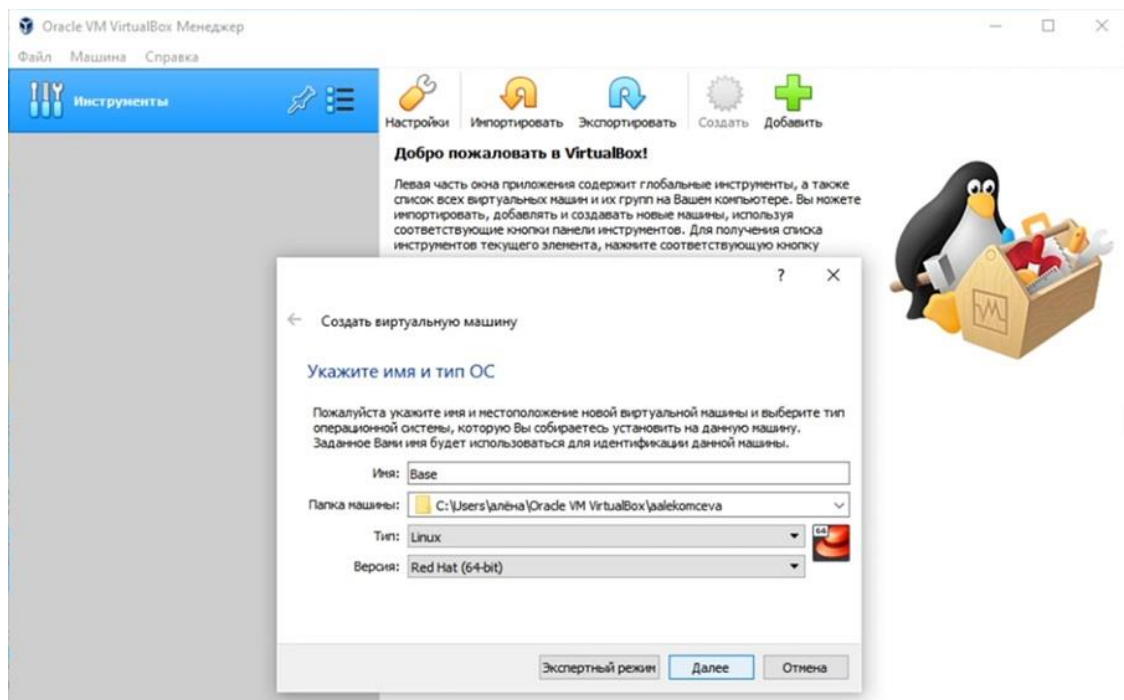 Oracle VM VirtualBox Менеджер
Файл Машина Справка
Инструменты
Настройки Импортировать Экспортировать Создать Добавить
Добро пожаловать в VirtualBox!
Левая часть окна приложения содержит глобальные инструменты, а также
список всех виртуальных машин и их групп на Вашем компьютере. Вы можете
импортировать, добавлять и создавать новые машины, используя
соответствующие кнопки панели инструментов. Для получения списка
инструментов текущего элемента, нажмите соответствующую кнопку
?
Создать виртуальную машину
Укажите имя и тип ОС
Пожалуйста укажите имя и местоположение новой виртуальной машины и выберите тип
операционной системы, которую Вы собираетесь установить на данную машину.
Заданное Вами имя будет использоваться для идентификации данной машины.
Имя: Base
Папка машины: C:\Users\алёна\Oracle VM VirtualBox\aalekomceva
Тип: Linux
64
Версия: Red Hat (64-bit)
Экспертный режим Далее Отмена